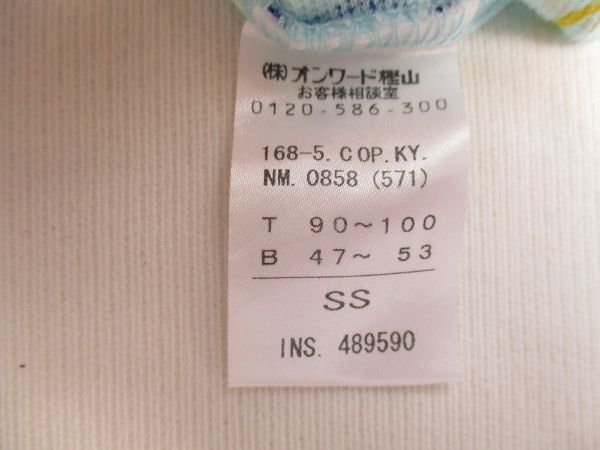 (株)オンワード樫山
お客様相談室
0120-586-300
168-5. COP. KY.
NM. 0858 (571)
T 90～100
B 47～ 53
SS
INS. 489590